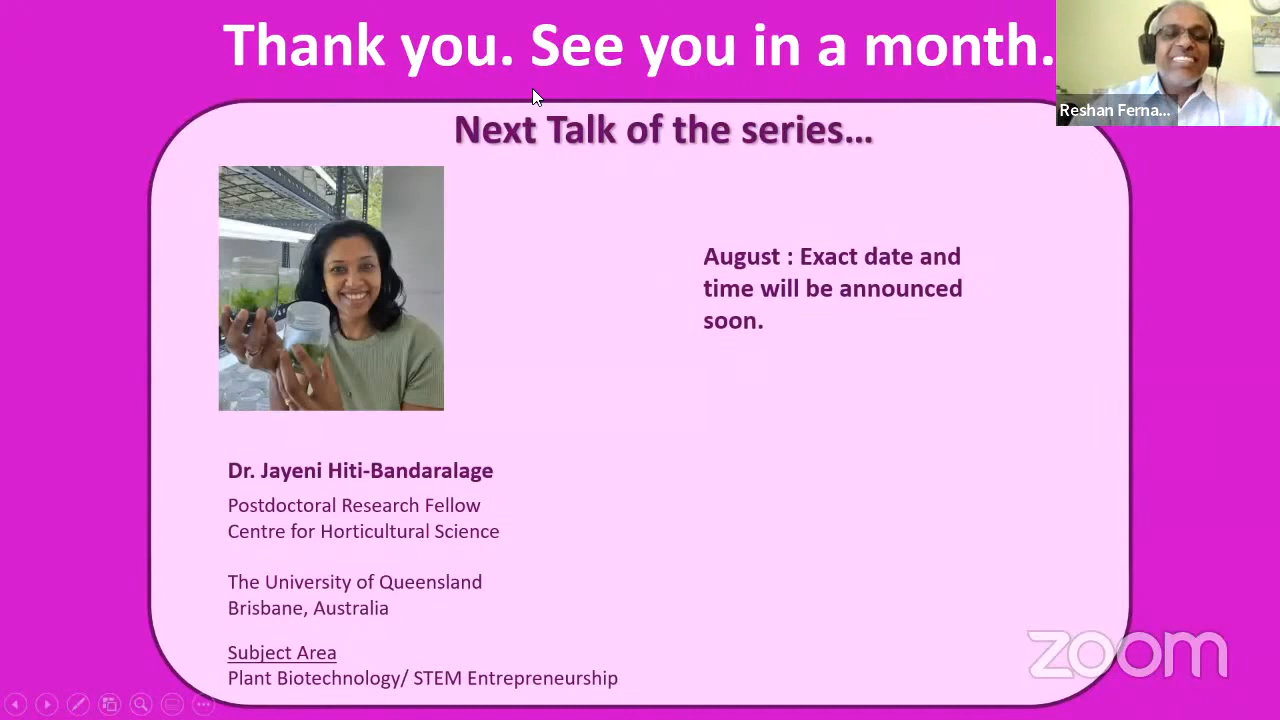 Thank you. See you in a month.
Reshan Ferna...
Next Talk of the series...
August : Exact date and
time will be announced
soon.
Dr. Jayeni Hiti-Bandaralage
Postdoctoral Research Fellow
Centre for Horticultural Science
The University of Queensland
Brisbane, Australia
Subject Area
Plant Biotechnology/ STEM Entrepreneurship
zoom